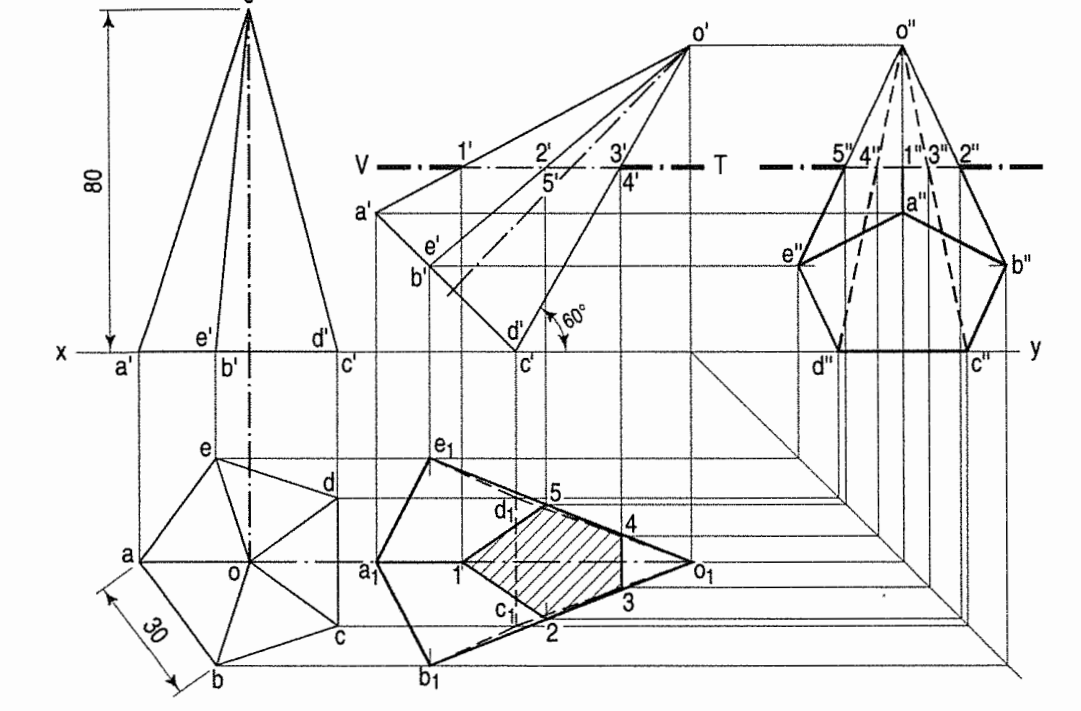 o' o"
80
V 1' 2' 3' T 5" 4" 1" 3" 2"
5' 4'
a' a"
e' e" b"
b'
60°
x e' d' d" y
a' b' c' c' d" c"
e e1
d d1 5
4
a o a1 1' o1
c c1 3
2
30
b b1